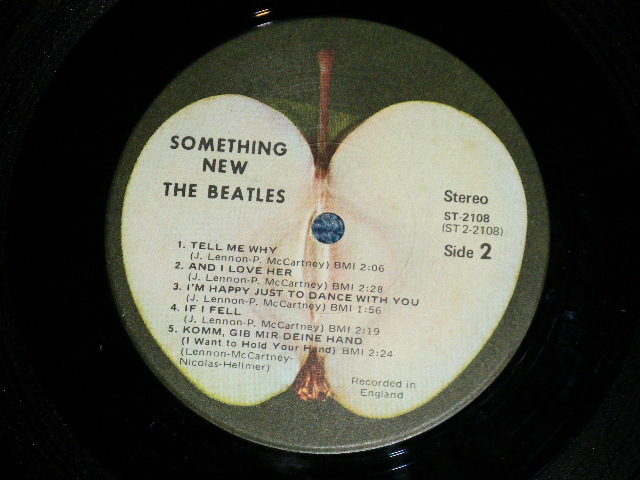 SOMETHING
NEW
THE BEATLES
Stereo
ST-2108
(ST 2-2108)
Side 2
1. TELL ME WHY
(J. Lennon-P. McCartney) BMI 2:06
2. AND I LOVE HER
(J. Lennon-P. McCartney) BMI 2:28
3. I'M HAPPY JUST TO DANCE WITH YOU
(J. Lennon-P. McCartney) BMI 1:56
4. IF I FELL
(J. Lennon-P. McCartney) BMI 2:19
5. KOMM, GIB MIR DEINE HAND
(I Want to Hold Your Hand) BMI 2:24
(Lennon-McCartney-
Nicolas-Hellmer)
Recorded in
England